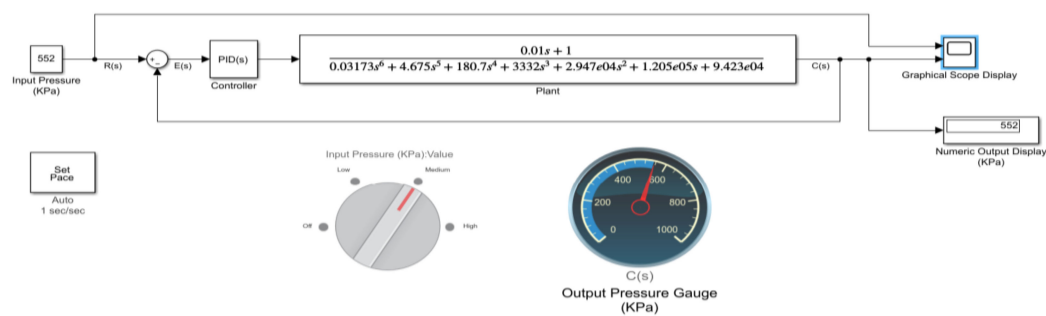 552
Input Pressure
(KPa)
R(s)
+
−
E(s)
PID(s)
Controller
0.01s + 1
0.03173s⁶ + 4.675s⁵ + 180.7s⁴ + 3332s³ + 2.947e04s² + 1.205e05s + 9.423e04
Plant
C(s)
Graphical Scope Display
552
Numeric Output Display
(KPa)
Set
Pace
Auto
1 sec/sec
Input Pressure (KPa):Value
Low
Medium
Off
High
400
600
200
800
0
1000
C(s)
Output Pressure Gauge
(KPa)